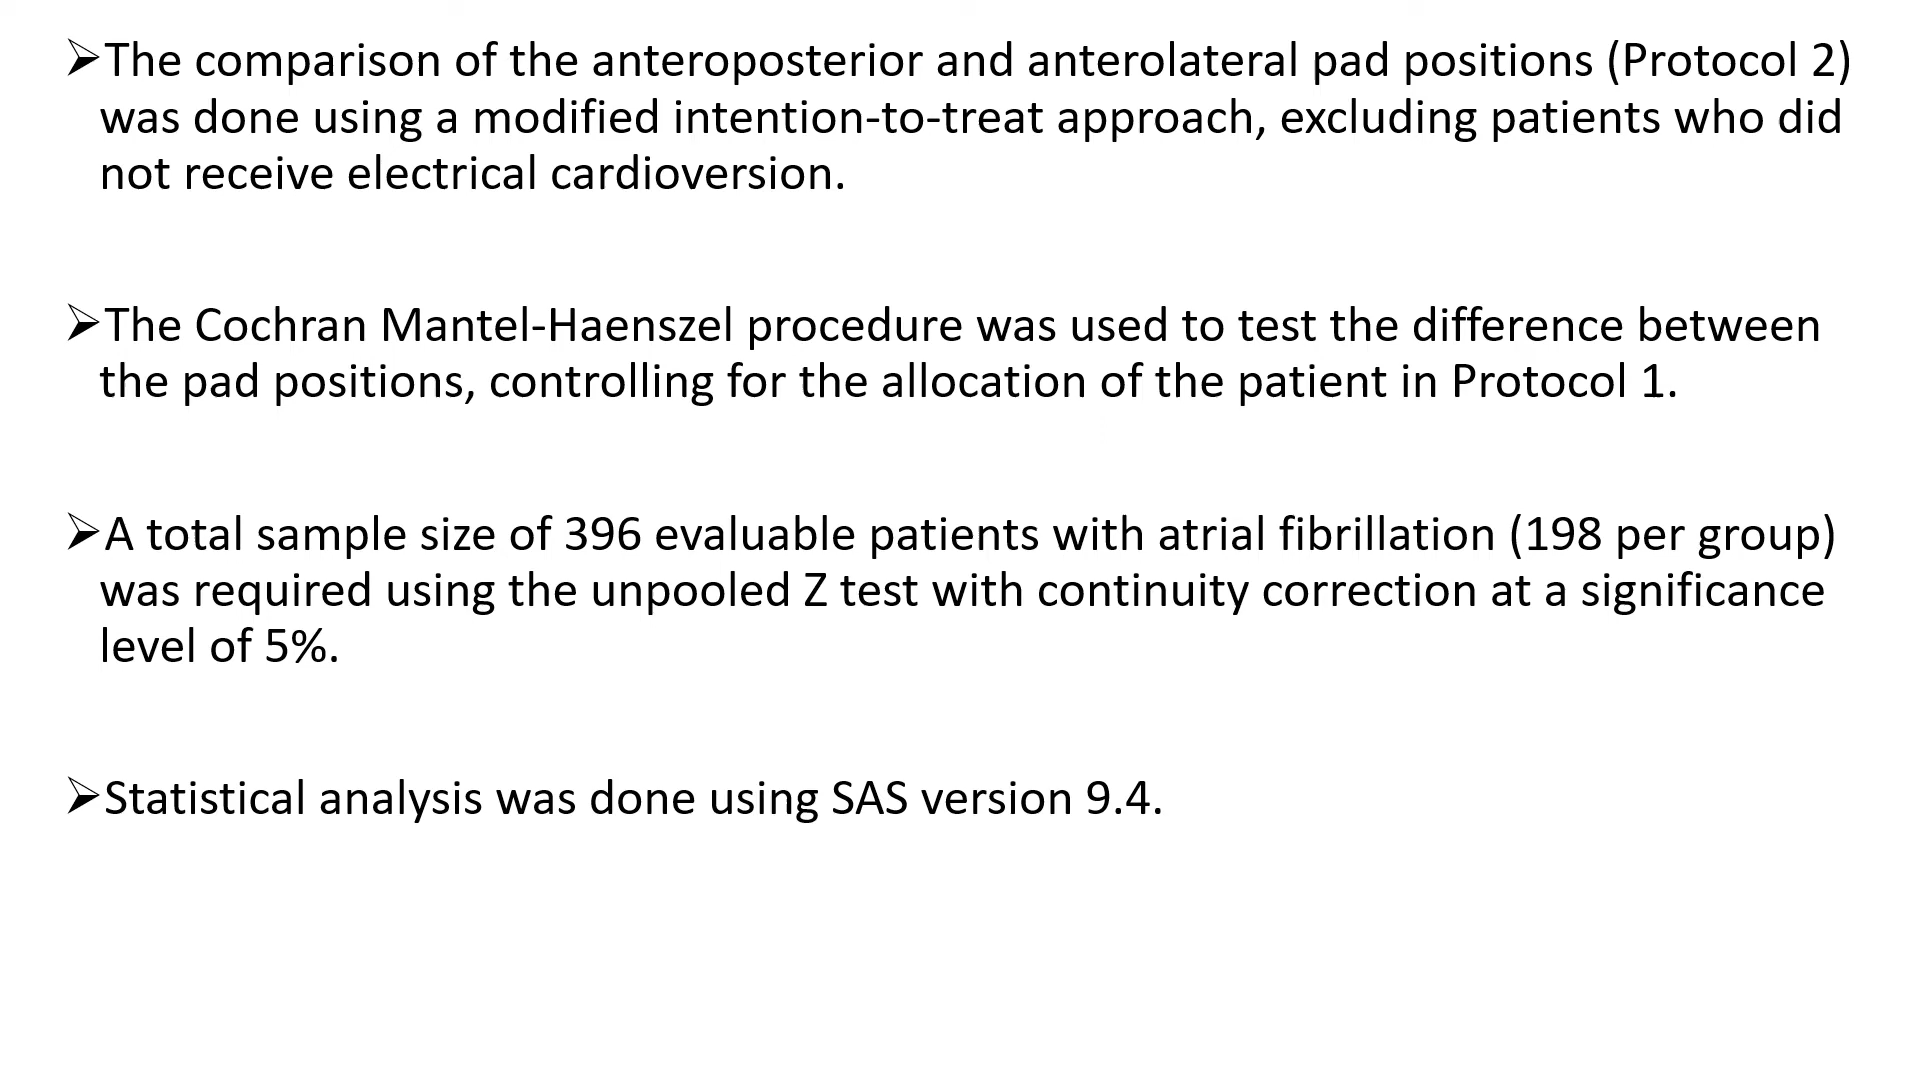 ➢The comparison of the anteroposterior and anterolateral pad positions (Protocol 2)
was done using a modified intention-to-treat approach, excluding patients who did
not receive electrical cardioversion.
➢The Cochran Mantel-Haenszel procedure was used to test the difference between
the pad positions, controlling for the allocation of the patient in Protocol 1.
➢A total sample size of 396 evaluable patients with atrial fibrillation (198 per group)
was required using the unpooled Z test with continuity correction at a significance
level of 5%.
➢Statistical analysis was done using SAS version 9.4.